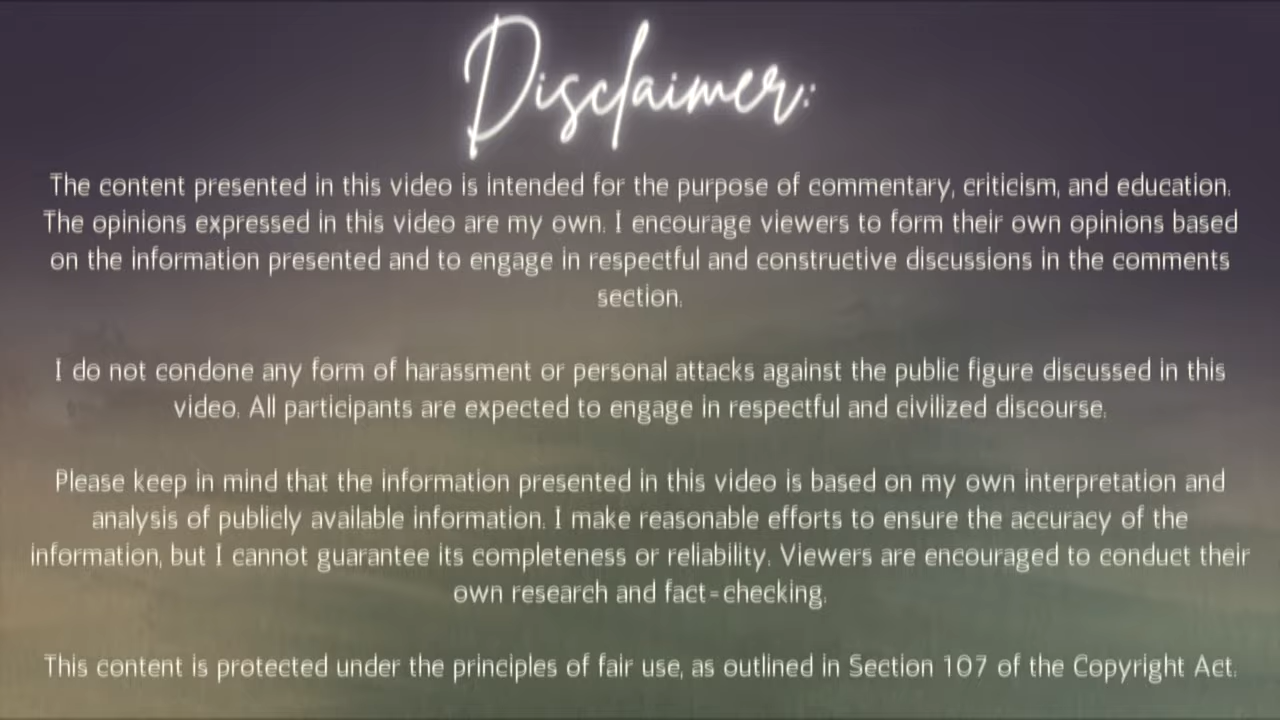 Disclaimer:
The content presented in this video is intended for the purpose of commentary, criticism, and education.
The opinions expressed in this video are my own. I encourage viewers to form their own opinions based
on the information presented and to engage in respectful and constructive discussions in the comments
section.
I do not condone any form of harassment or personal attacks against the public figure discussed in this
video. All participants are expected to engage in respectful and civilized discourse.
Please keep in mind that the information presented in this video is based on my own interpretation and
analysis of publicly available information. I make reasonable efforts to ensure the accuracy of the
information, but I cannot guarantee its completeness or reliability. Viewers are encouraged to conduct their
own research and fact-checking.
This content is protected under the principles of fair use, as outlined in Section 107 of the Copyright Act.